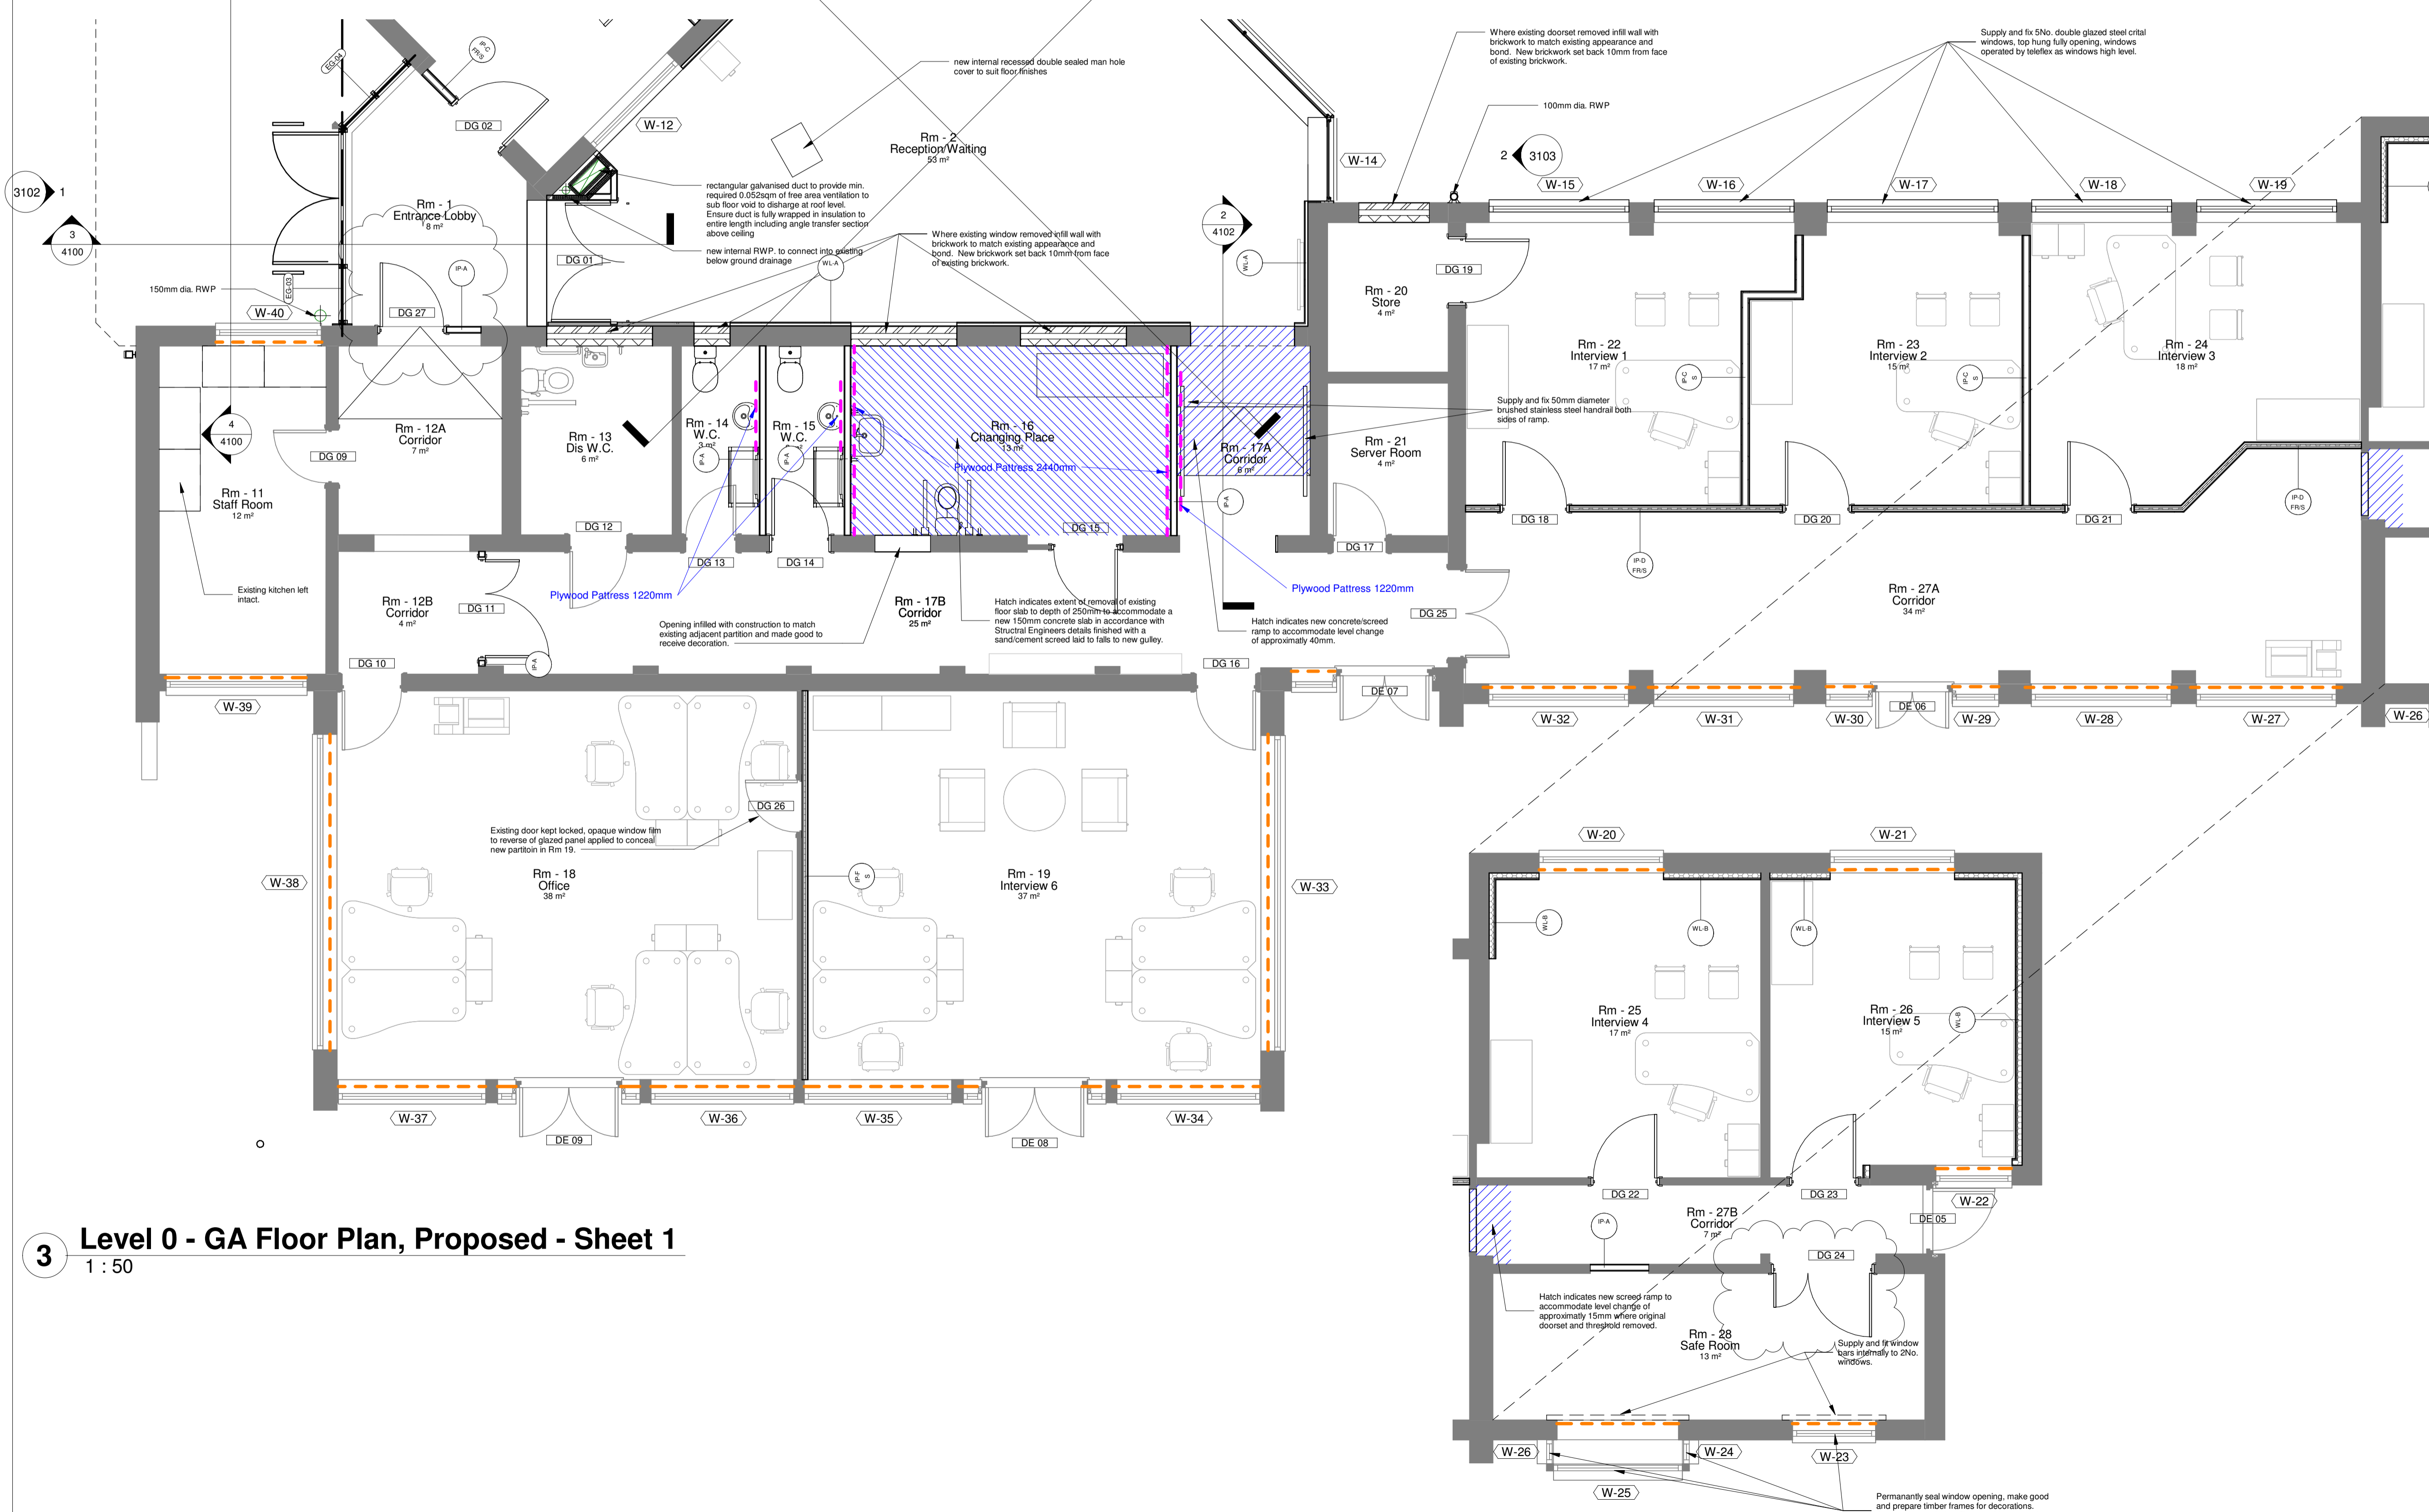 IP-C
FR/S
EG-04
DG 02
W-12
new internal recessed double sealed man hole
cover to suit floor finishes
Where existing doorset removed infill wall with
brickwork to match existing appearance and
bond. New brickwork set back 10mm from face
of existing brickwork.
Supply and fix 5No. double glazed steel crital
windows, top hung fully opening, windows
operated by teleflex as windows high level.
100mm dia. RWP
Rm - 2
Reception/Waiting
53 m²
W-14
2
3103
W-15
W-16
W-17
W-18
W-19
3102
1
3
4100
Rm - 1
Entrance Lobby
8 m²
rectangular galvanised duct to provide min.
required 0.052sqm of free area ventilation to
sub floor void to disharge at roof level.
Ensure duct is fully wrapped in insulation to
entire length including angle transfer section
above ceiling
new internal RWP. to connect into existing
below ground drainage
Where existing window removed infill wall with
brickwork to match existing appearance and
bond. New brickwork set back 10mm from face
of existing brickwork.
2
4102
WL-A
WL-A
DG 01
IP-A
EG-03
150mm dia. RWP
W-40
DG 27
DG 19
Rm - 20
Store
4 m²
Rm - 22
Interview 1
17 m²
Rm - 23
Interview 2
15 m²
Rm - 24
Interview 3
18 m²
IP-C
S
IP-C
S
4
4100
Rm - 12A
Corridor
7 m²
DG 09
Rm - 11
Staff Room
12 m²
Rm - 13
Dis W.C.
6 m²
Rm - 14
W.C.
3 m²
IP-A
Rm - 15
W.C.
IP-A
Rm - 16
Changing Place
13 m²
Plywood Pattress 2440mm
Rm - 17A
Corridor
6 m²
IP-A
Supply and fix 50mm diameter
brushed stainless steel handrail both
sides of ramp.
Rm - 21
Server Room
4 m²
IP-D
FR/S
DG 12
DG 15
DG 13
DG 14
DG 17
DG 18
DG 20
DG 21
IP-D
FR/S
Existing kitchen left
intact.
Rm - 12B
Corridor
4 m²
DG 11
Plywood Pattress 1220mm
Opening infilled with construction to match
existing adjacent partition and made good to
receive decoration.
Rm - 17B
Corridor
25 m²
Hatch indicates extent of removal of existing
floor slab to depth of 250mm to accommodate a
new 150mm concrete slab in accordance with
Structral Engineers details finished with a
sand/cement screed laid to falls to new gulley.
Plywood Pattress 1220mm
Hatch indicates new concrete/screed
ramp to accommodate level change
of approximatly 40mm.
DG 25
Rm - 27A
Corridor
34 m²
DG 10
IP-A
DG 16
DE 07
W-39
W-32
W-31
W-30
DE 06
W-29
W-28
W-27
W-26
DG 26
Existing door kept locked, opaque window film
to reverse of glazed panel applied to conceal
new partitoin in Rm 19.
W-38
Rm - 18
Office
38 m²
IP-F
S
Rm - 19
Interview 6
37 m²
W-33
W-20
W-21
WL-B
WL-B
WL-B
Rm - 25
Interview 4
17 m²
Rm - 26
Interview 5
15 m²
WL-B
W-37
DE 09
W-36
W-35
DE 08
W-34
DG 22
DG 23
W-22
IP-A
Rm - 27B
Corridor
7 m²
DE 05
DG 24
3
Level 0 - GA Floor Plan, Proposed - Sheet 1
1 : 50
Hatch indicates new screed ramp to
accommodate level change of
approximatly 15mm where original
doorset and threshold removed.
Rm - 28
Safe Room
13 m²
Supply and fit window
bars internally to 2No.
windows.
W-26
W-24
W-23
W-25
Permanantly seal window opening, make good
and prepare timber frames for decorations.